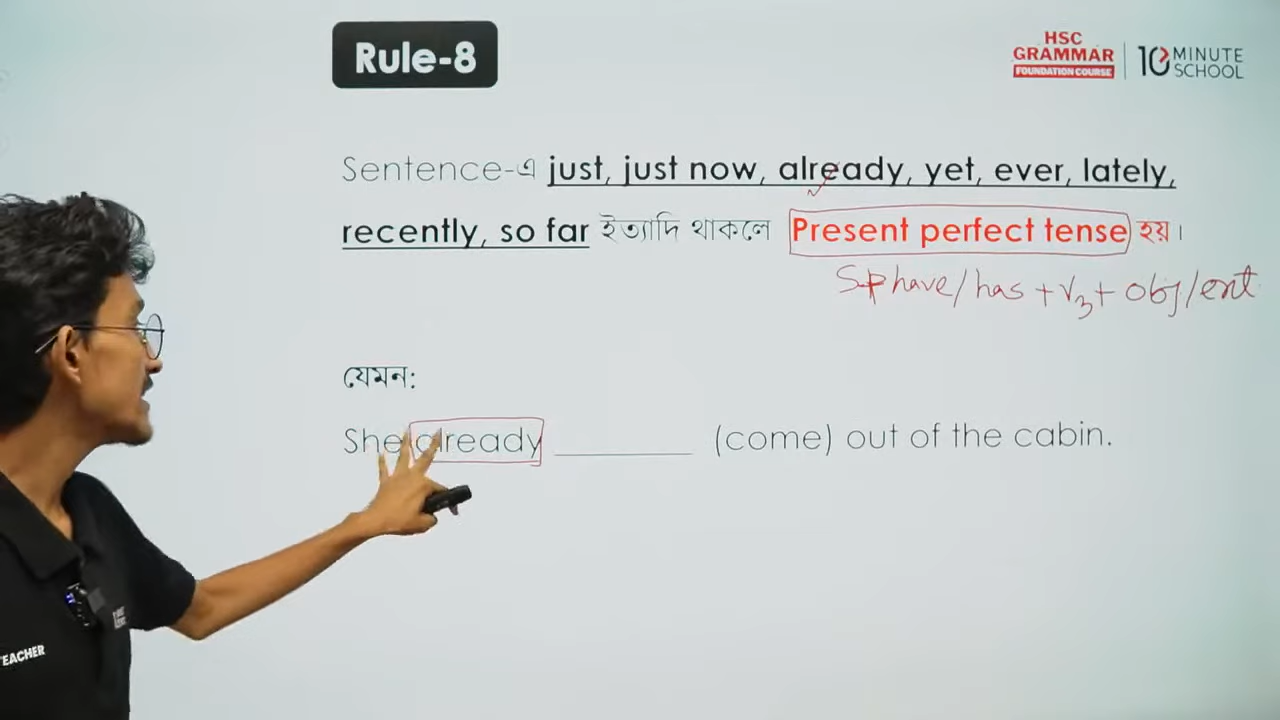 Rule-8
HSC
GRAMMAR
FOUNDATION COURSE
10 MINUTE
SCHOOL
Sentence-এ just, just now, already, yet, ever, lately,
recently, so far ইত্যাদি থাকলে Present perfect tense হয়।
S+have/has + V3 + obj/ext
যেমন:
She already ________ (come) out of the cabin.
TEACHER